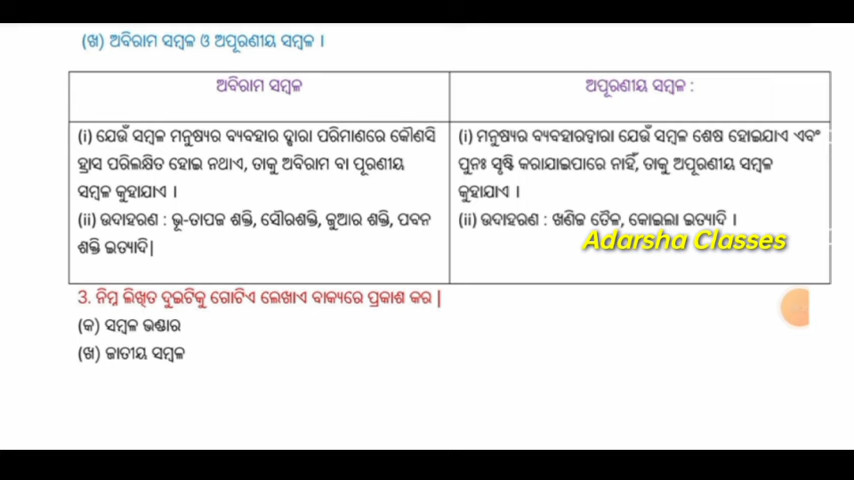 (ଖ) ଅବିରାମ ସମ୍ବଳ ଓ ଅପୂରଣୀୟ ସମ୍ବଳ ।
ଅବିରାମ ସମ୍ବଳ
(i) ଯେଉଁ ସମ୍ବଳ ମନୁଷ୍ୟର ବ୍ୟବହାର ଦ୍ବାରା ପରିମାଣରେ କୌଣସି
ହ୍ରାସ ପରିଲକ୍ଷିତ ହୋଇ ନଥାଏ, ତାକୁ ଅବିରାମ ବା ପୂରଣୀୟ
ସମ୍ବଳ କୁହାଯାଏ ।
(ii) ଉଦାହରଣ : ଭୂ-ତାପଜ ଶକ୍ତି, ସୌରଶକ୍ତି, ଜୁଆର ଶକ୍ତି, ପବନ
ଶକ୍ତି ଇତ୍ୟାଦି|
ଅପୂରଣୀୟ ସମ୍ବଳ :
(i) ମନୁଷ୍ୟର ବ୍ୟବହାରଦ୍ୱାରା ଯେଉଁ ସମ୍ବଳ ଶେଷ ହୋଇଯାଏ ଏବଂ
ପୁନଃ ସୃଷ୍ଟି କରାଯାଇପାରେ ନାହିଁ, ତାକୁ ଅପୂରଣୀୟ ସମ୍ବଳ
କୁହାଯାଏ ।
(ii) ଉଦାହରଣ : ଖଣିଜ ତୈଳ, କୋଇଲା ଇତ୍ୟାଦି ।
Adarsha Classes
3. ନିମ୍ନ ଲିଖିତ ଦୁଇଟିକୁ ଗୋଟିଏ ଲେଖାଏ ବାକ୍ୟରେ ପ୍ରକାଶ କର |
(କ) ସମ୍ବଳ ଭଣ୍ଡାର
(ଖ) ଜାତୀୟ ସମ୍ବଳ